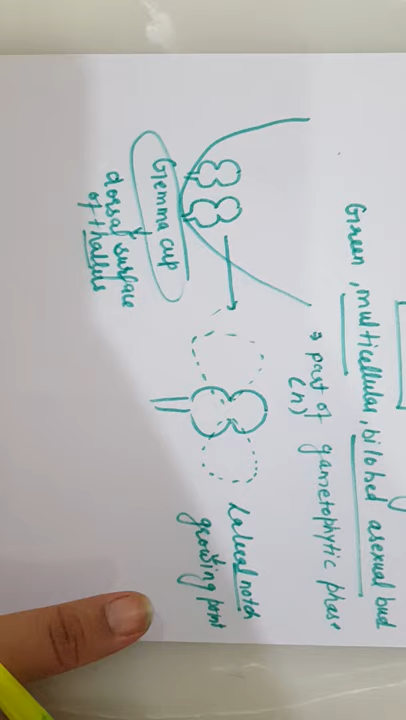 Green, multicellular, bilobed asexual bud
→ part of gametophytic phase
(n)
Gemma cup
dorsal surface
of thallus
Lateral notch
growing point